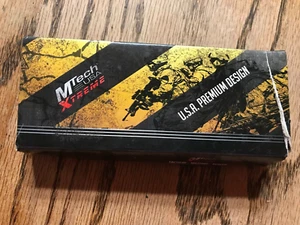 MTech
USA
XTREME
U.S.A. PREMIUM DESIGN